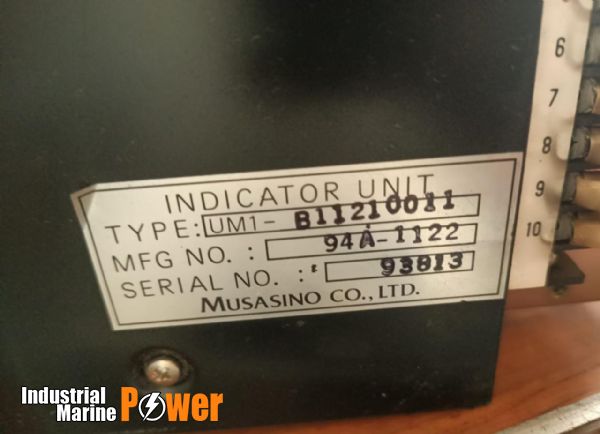 6
7
8
9
10
INDICATOR UNIT
TYPE: UM1- B11210011
MFG NO. : 94A-1122
SERIAL NO. : 93813
MUSASINO CO., LTD.
Industrial
Marine Power